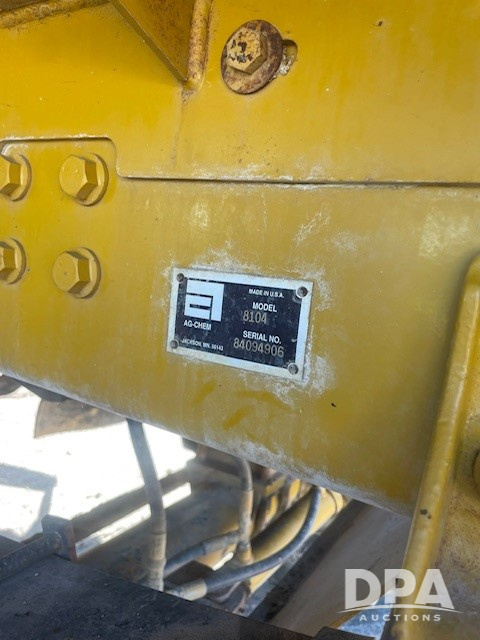 MADE IN U.S.A.
MODEL
8104
AG-CHEM
SERIAL NO.
84094906
JACKSON, MN. 56143
DPA
AUCTIONS